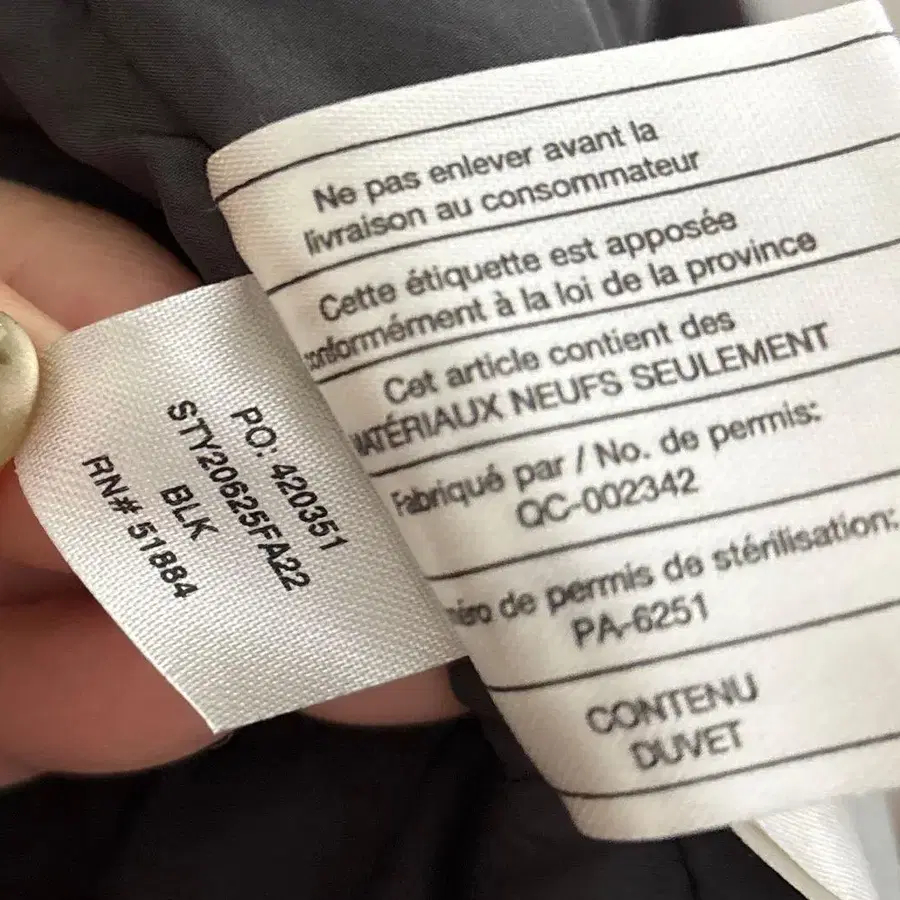 Ne pas enlever avant la
livraison au consommateur
Cette étiquette est apposée
conformément à la loi de la province
Cet article contient des
MATÉRIAUX NEUFS SEULEMENT
Fabriqué par / No. de permis:
QC-002342
méro de permis de stérilisation:
PA-6251
CONTENU
DUVET
PO: 420351
STY20625FA22
BLK
RN# 51884